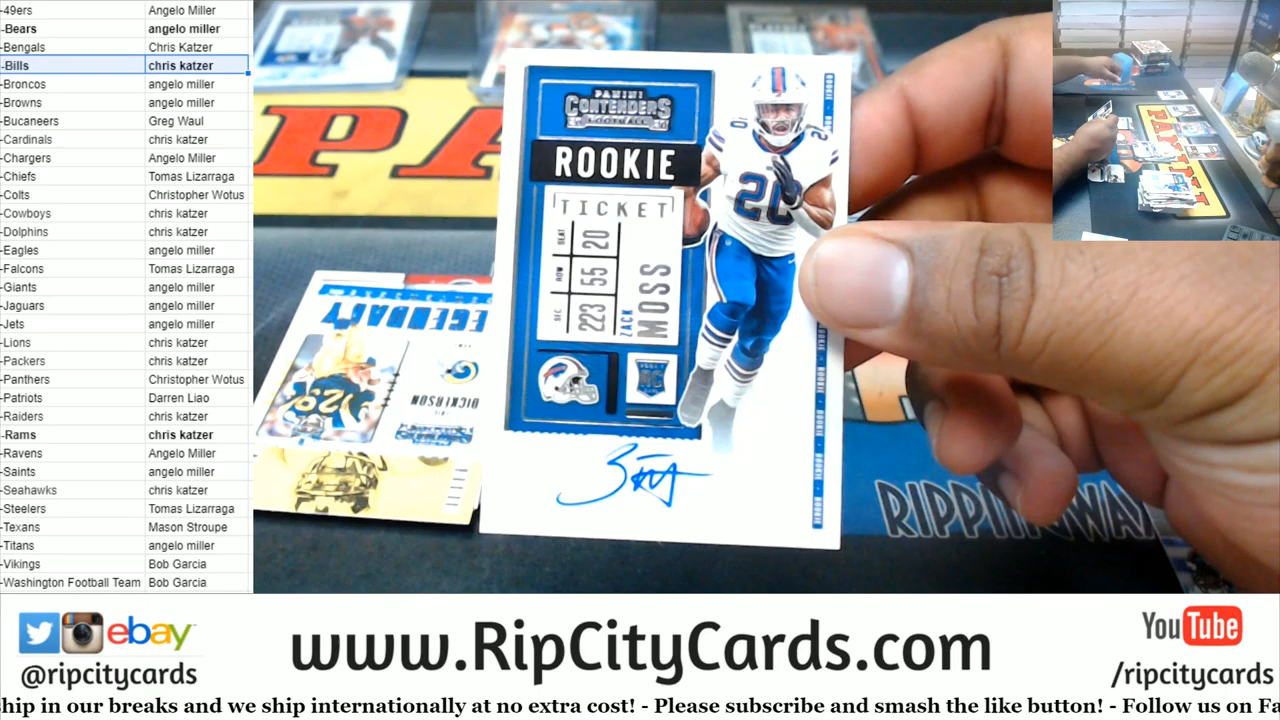 -49ers Angelo Miller
-Bears angelo miller
-Bengals Chris Katzer
-Bills chris katzer
-Broncos angelo miller
-Browns angelo miller
-Bucaneers Greg Waul
-Cardinals chris katzer
-Chargers Angelo Miller
-Chiefs Tomas Lizarraga
-Colts Christopher Wotus
-Cowboys chris katzer
-Dolphins chris katzer
-Eagles angelo miller
-Falcons Tomas Lizarraga
-Giants angelo miller
-Jaguars angelo miller
-Jets angelo miller
-Lions chris katzer
-Packers chris katzer
-Panthers Christopher Wotus
-Patriots Darren Liao
-Raiders chris katzer
-Rams chris katzer
-Ravens Angelo Miller
-Saints angelo miller
-Seahawks chris katzer
-Steelers Tomas Lizarraga
-Texans Mason Stroupe
-Titans angelo miller
-Vikings Bob Garcia
-Washington Football Team Bob Garcia
PANINI
CONTENDERS
FOOTBALL
ROOKIE
TICKET
SEAT 20
ROW 55
SEC 223
ZACK
MOSS
20
RC
ROOKIE
LEGENDARY
DICKERSON
29
PANINI
ebay
@ripcitycards
www.RipCityCards.com
YouTube
/ripcitycards
ship in our breaks and we ship internationally at no extra cost! - Please subscribe and smash the like button! - Follow us on Fa